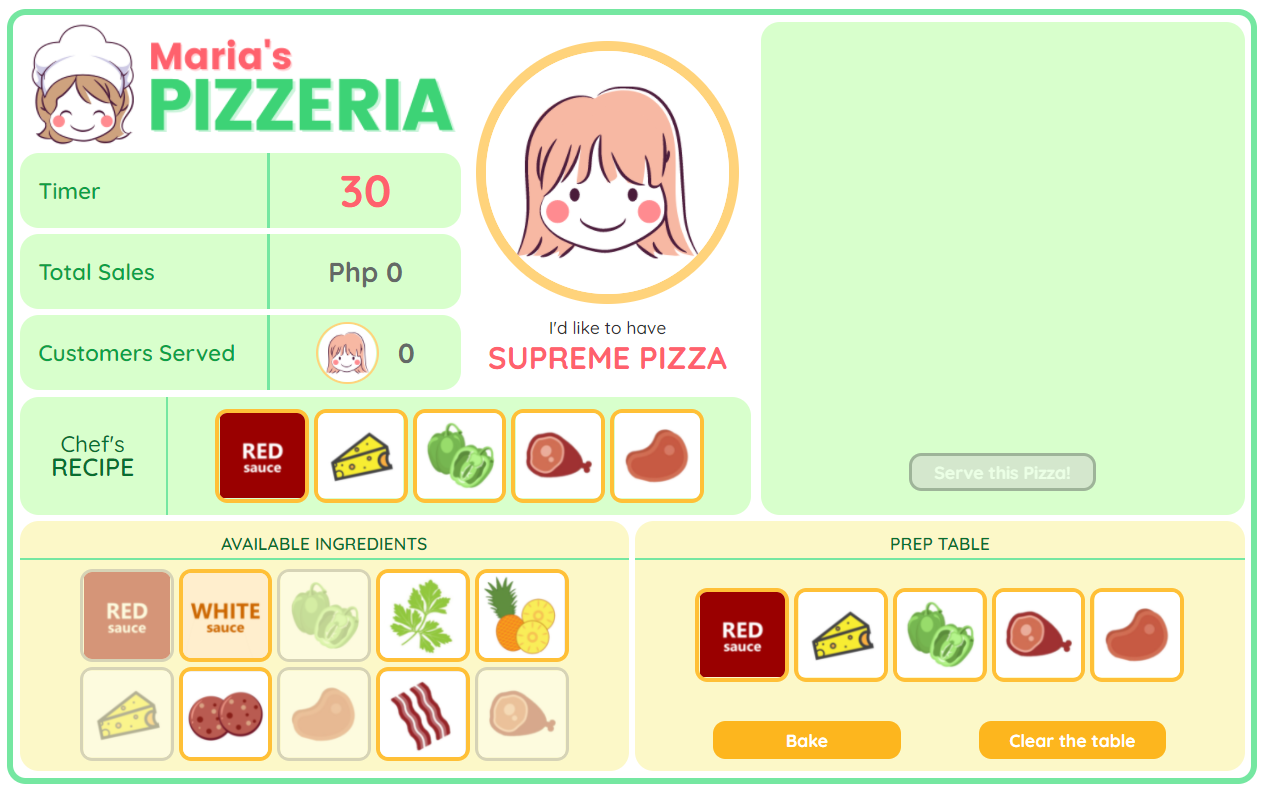 Maria's
PIZZERIA
Timer
30
Total Sales
Php 0
Customers Served
0
I'd like to have
SUPREME PIZZA
Chef's
RECIPE
RED
sauce
Serve this Pizza!
AVAILABLE INGREDIENTS
RED
sauce
WHITE
sauce
PREP TABLE
RED
sauce
Bake
Clear the table